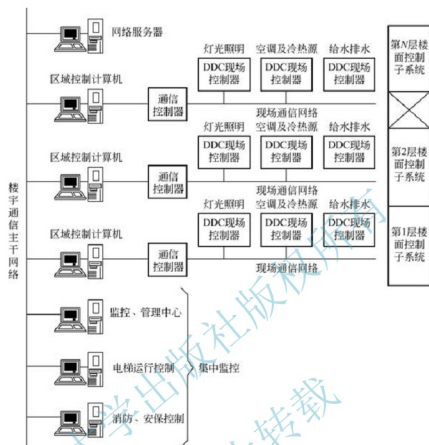 网络服务器
灯光照明 空调及冷热源 给水排水
区域控制计算机
通信
控制器
DDC现场
控制器
DDC现场
控制器
DDC现场
控制器
现场通信网络
第N层楼
面控制
子系统
灯光照明 空调及冷热源 给水排水
区域控制计算机
通信
控制器
DDC现场
控制器
DDC现场
控制器
DDC现场
控制器
现场通信网络
第2层楼
面控制
子系统
灯光照明 空调及冷热源 给水排水
区域控制计算机
通信
控制器
DDC现场
控制器
DDC现场
控制器
DDC现场
控制器
现场通信网络
第1层楼
面控制
子系统
楼宇通信主干网络
监控、管理中心
电梯运行控制
消防、安保控制
集中监控
学出版社版权所有
转载